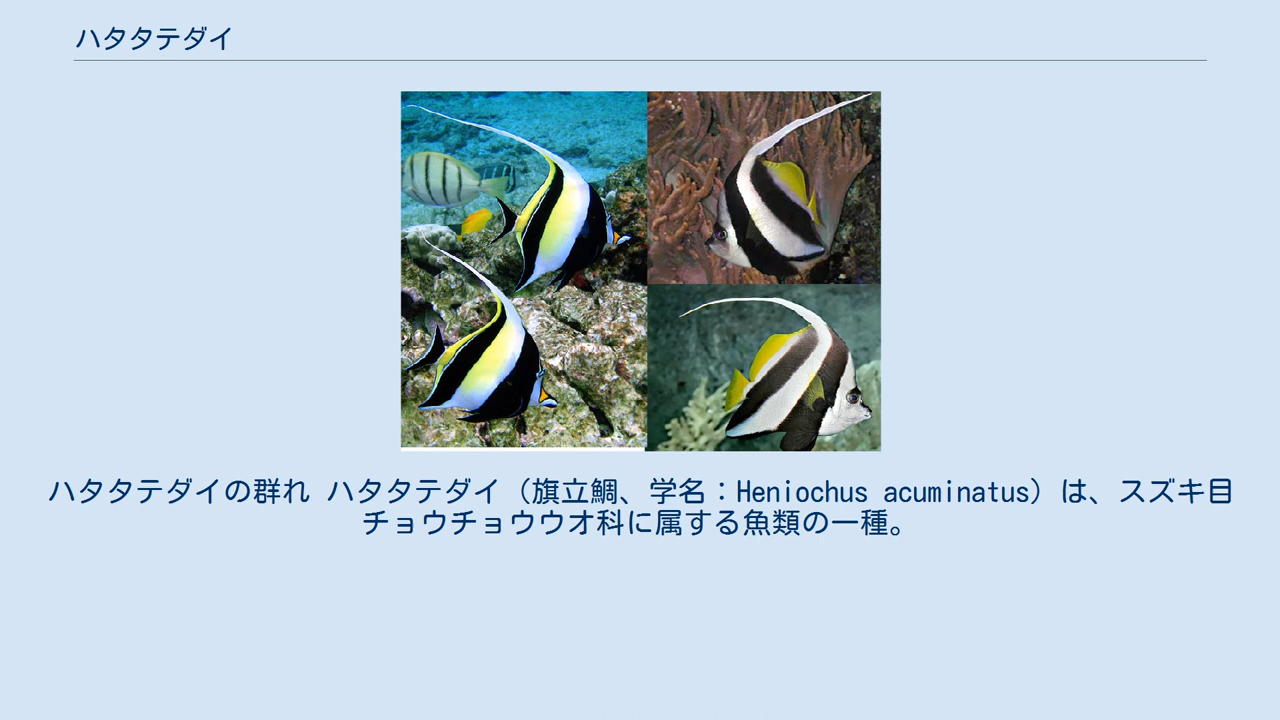 ハタタテダイ
ハタタテダイの群れ ハタタテダイ（旗立鯛、学名：Heniochus acuminatus）は、スズキ目
チョウチョウウオ科に属する魚類の一種。